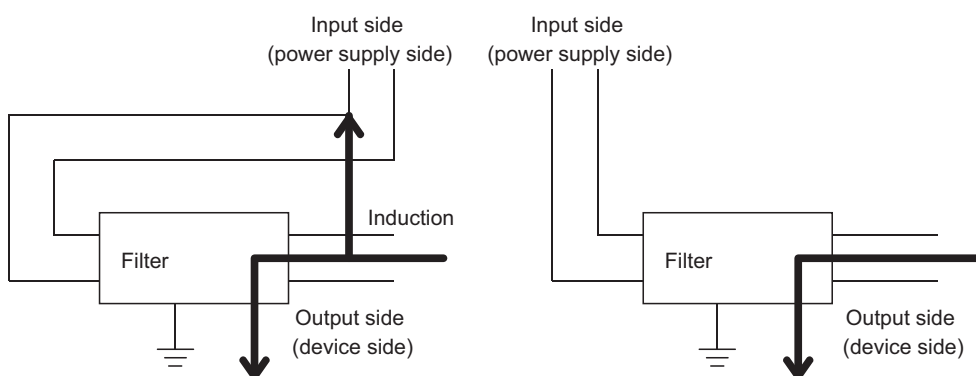 Input side
(power supply side)
Induction
Filter
Output side
(device side)
Input side
(power supply side)
Filter
Output side
(device side)